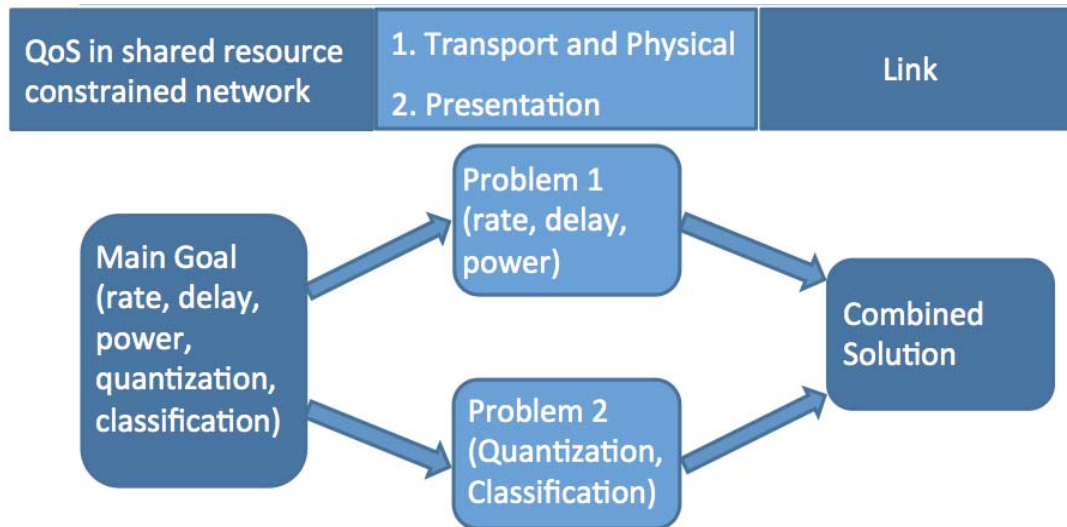 QoS in shared resource
constrained network
1. Transport and Physical
2. Presentation
Link
Main Goal
(rate, delay,
power,
quantization,
classification)
Problem 1
(rate, delay,
power)
Problem 2
(Quantization,
Classification)
Combined
Solution